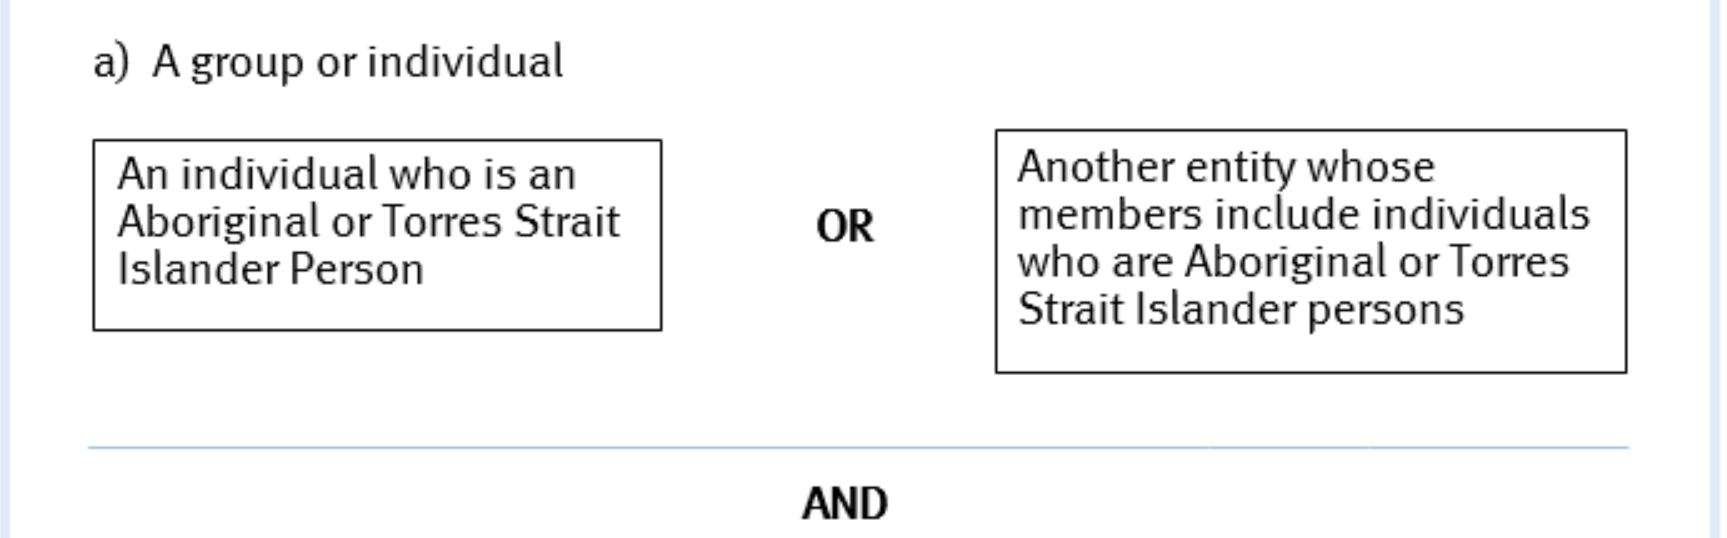 a) A group or individual
An individual who is an
Aboriginal or Torres Strait
Islander Person
OR
Another entity whose
members include individuals
who are Aboriginal or Torres
Strait Islander persons
AND